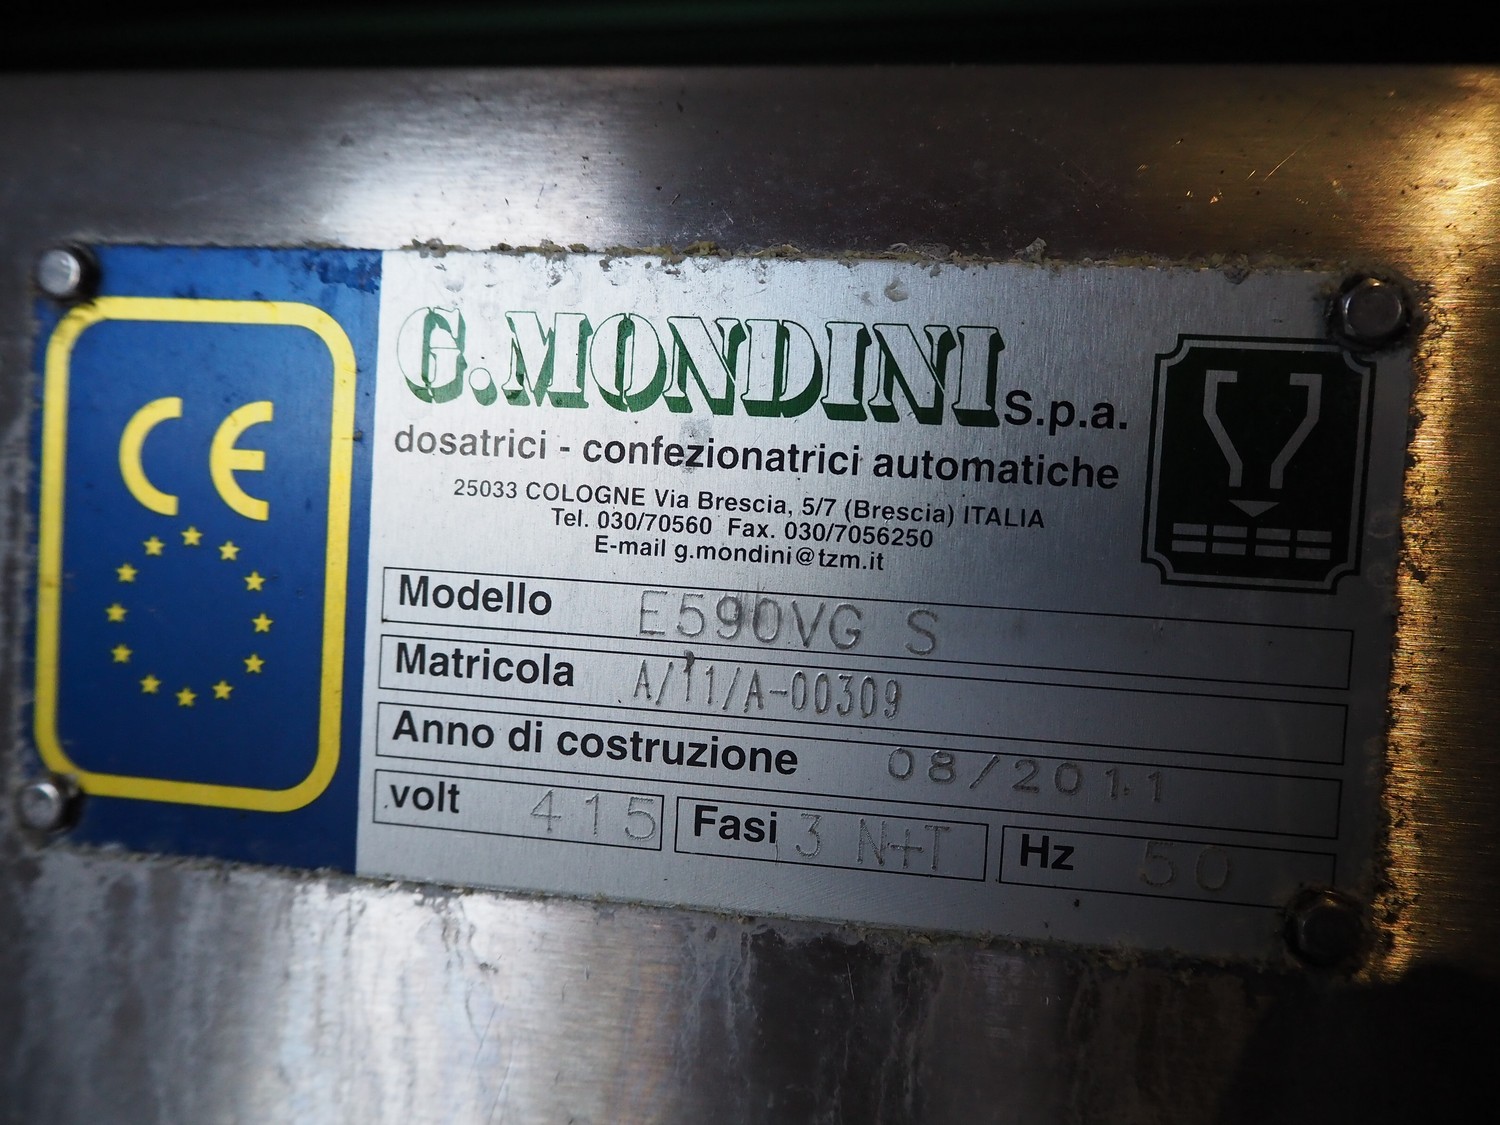 CE
G.MONDINI S.p.a.
dosatrici - confezionatrici automatiche
25033 COLOGNE Via Brescia, 5/7 (Brescia) ITALIA
Tel. 030/70560 Fax. 030/7056250
E-mail g.mondini@tzm.it
Modello E590VG S
Matricola A/11/A-00309
Anno di costruzione 08/2011
volt 415 Fasi 3 N+T Hz 50